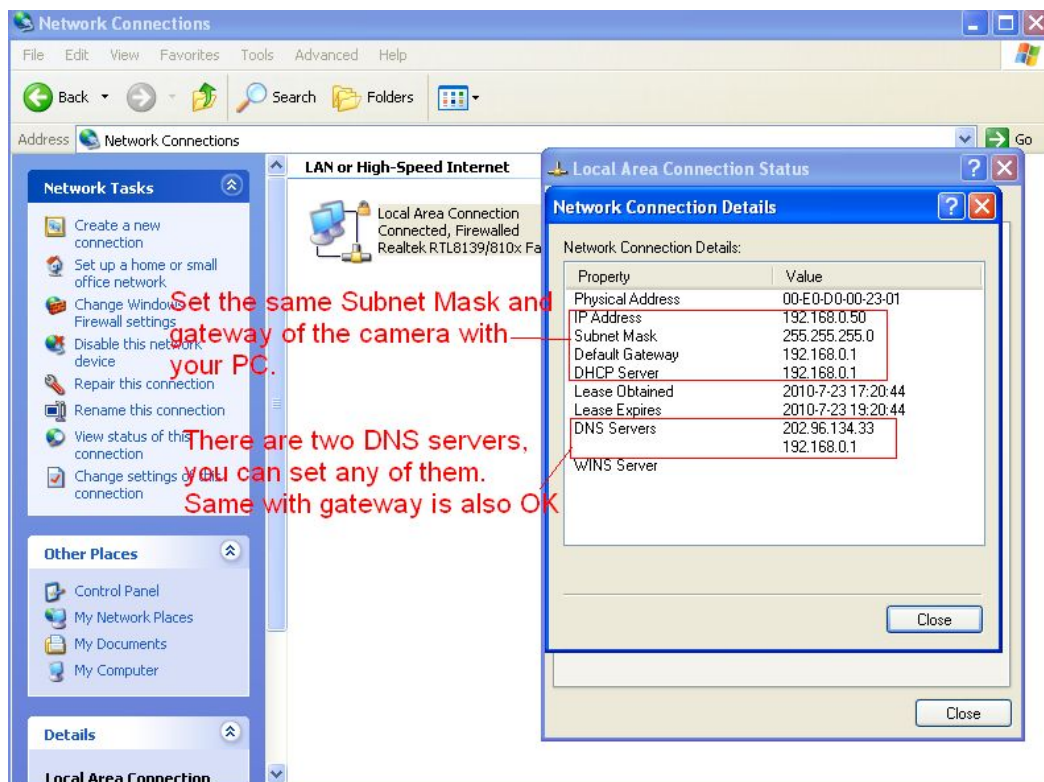 Network Connections
File Edit View Favorites Tools Advanced Help
Back Search Folders
Address Network Connections Go
Network Tasks
Create a new
connection
Set up a home or small
office network
Change Windows
Firewall settings
Disable this network
device
Repair this connection
Rename this connection
View status of this
connection
Change settings of this
connection
Other Places
Control Panel
My Network Places
My Documents
My Computer
Details
Local Area Connection
LAN or High-Speed Internet
Local Area Connection
Connected, Firewalled
Realtek RTL8139/810x Fa
Set the same Subnet Mask and
gateway of the camera with
your PC.
There are two DNS servers,
you can set any of them.
Same with gateway is also OK
Local Area Connection Status
Network Connection Details
Network Connection Details:
Property Value
Physical Address 00-E0-D0-00-23-01
IP Address 192.168.0.50
Subnet Mask 255.255.255.0
Default Gateway 192.168.0.1
DHCP Server 192.168.0.1
Lease Obtained 2010-7-23 17:20:44
Lease Expires 2010-7-23 19:20:44
DNS Servers 202.96.134.33
192.168.0.1
WINS Server
Close
Close